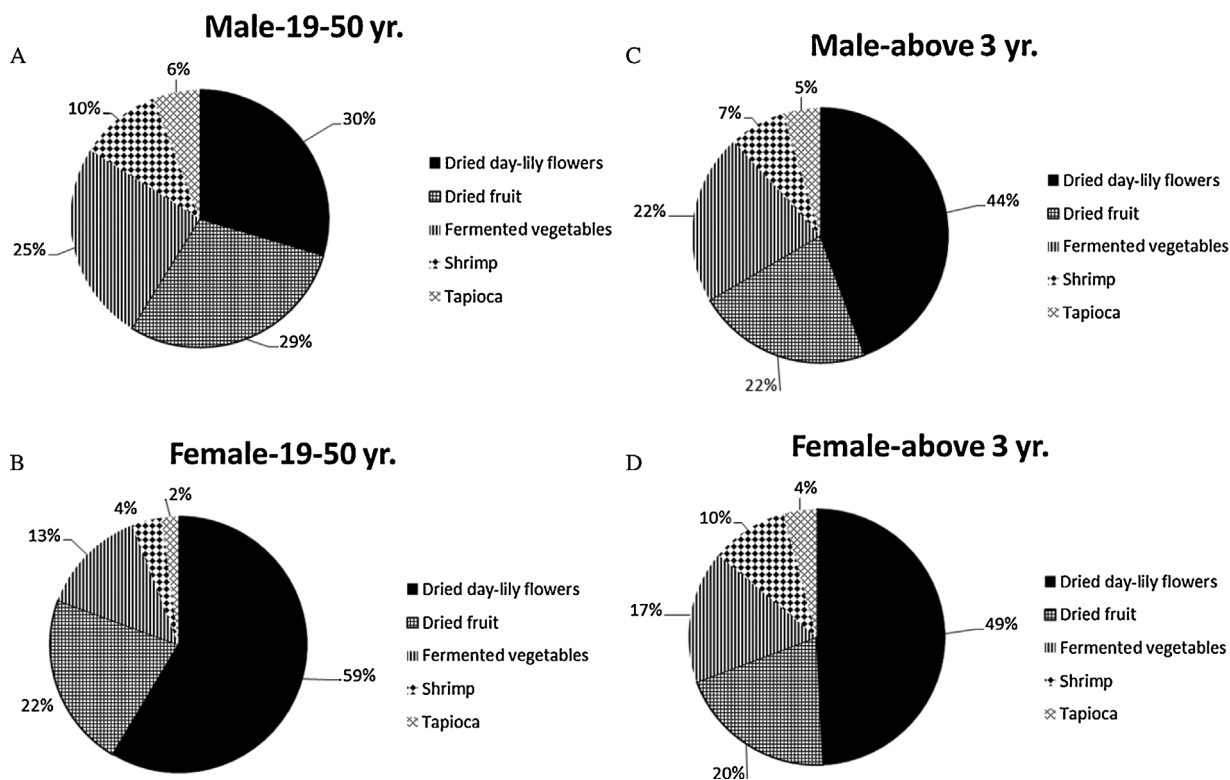 A
Male-19-50 yr.
6%
10%
30%
25%
29%
Dried day-lily flowers
Dried fruit
Fermented vegetables
Shrimp
Tapioca
C
Male-above 3 yr.
5%
7%
22%
44%
22%
Dried day-lily flowers
Dried fruit
Fermented vegetables
Shrimp
Tapioca
B
Female-19-50 yr.
2%
4%
13%
59%
22%
Dried day-lily flowers
Dried fruit
Fermented vegetables
Shrimp
Tapioca
D
Female-above 3 yr.
4%
10%
17%
49%
20%
Dried day-lily flowers
Dried fruit
Fermented vegetables
Shrimp
Tapioca